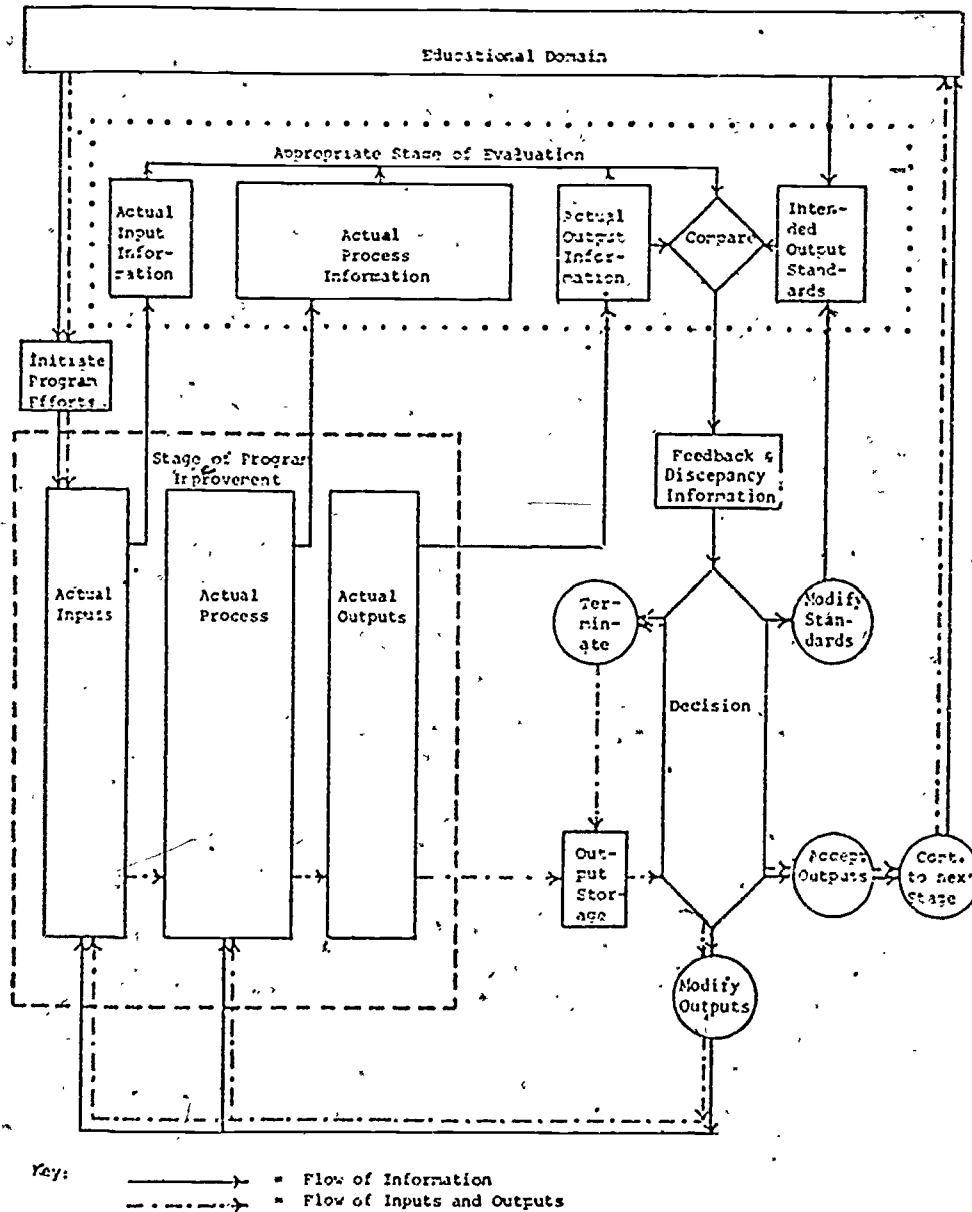 Educational Domain
Appropriate Stage of Evaluation
Actual
Input
Infor-
mation
Actual
Process
Information
Actual
Output
Infor-
mation
Compare
Inten-
ded
Output
Stand-
ards
Initiate
Program
Efforts
Stage of Program
Improvement
Feedback &
Discepancy
Information
Actual
Inputs
Actual
Process
Actual
Outputs
Ter-
min-
ate
Modify
Stan-
dards
Decision
Out-
put
Stor-
age
Accept
Outputs
Cont.
to next
Stage
Modify
Outputs
Key:
= Flow of Information
= Flow of Inputs and Outputs